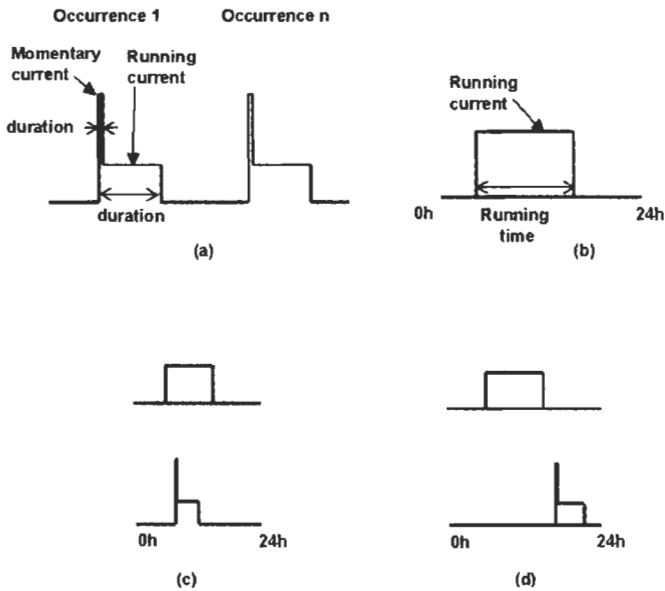 Occurrence 1
Occurrence n
Momentary
current
Running
current
duration
duration
(a)
Running
current
0h
Running
time
24h
(b)
0h
24h
(c)
0h
24h
(d)